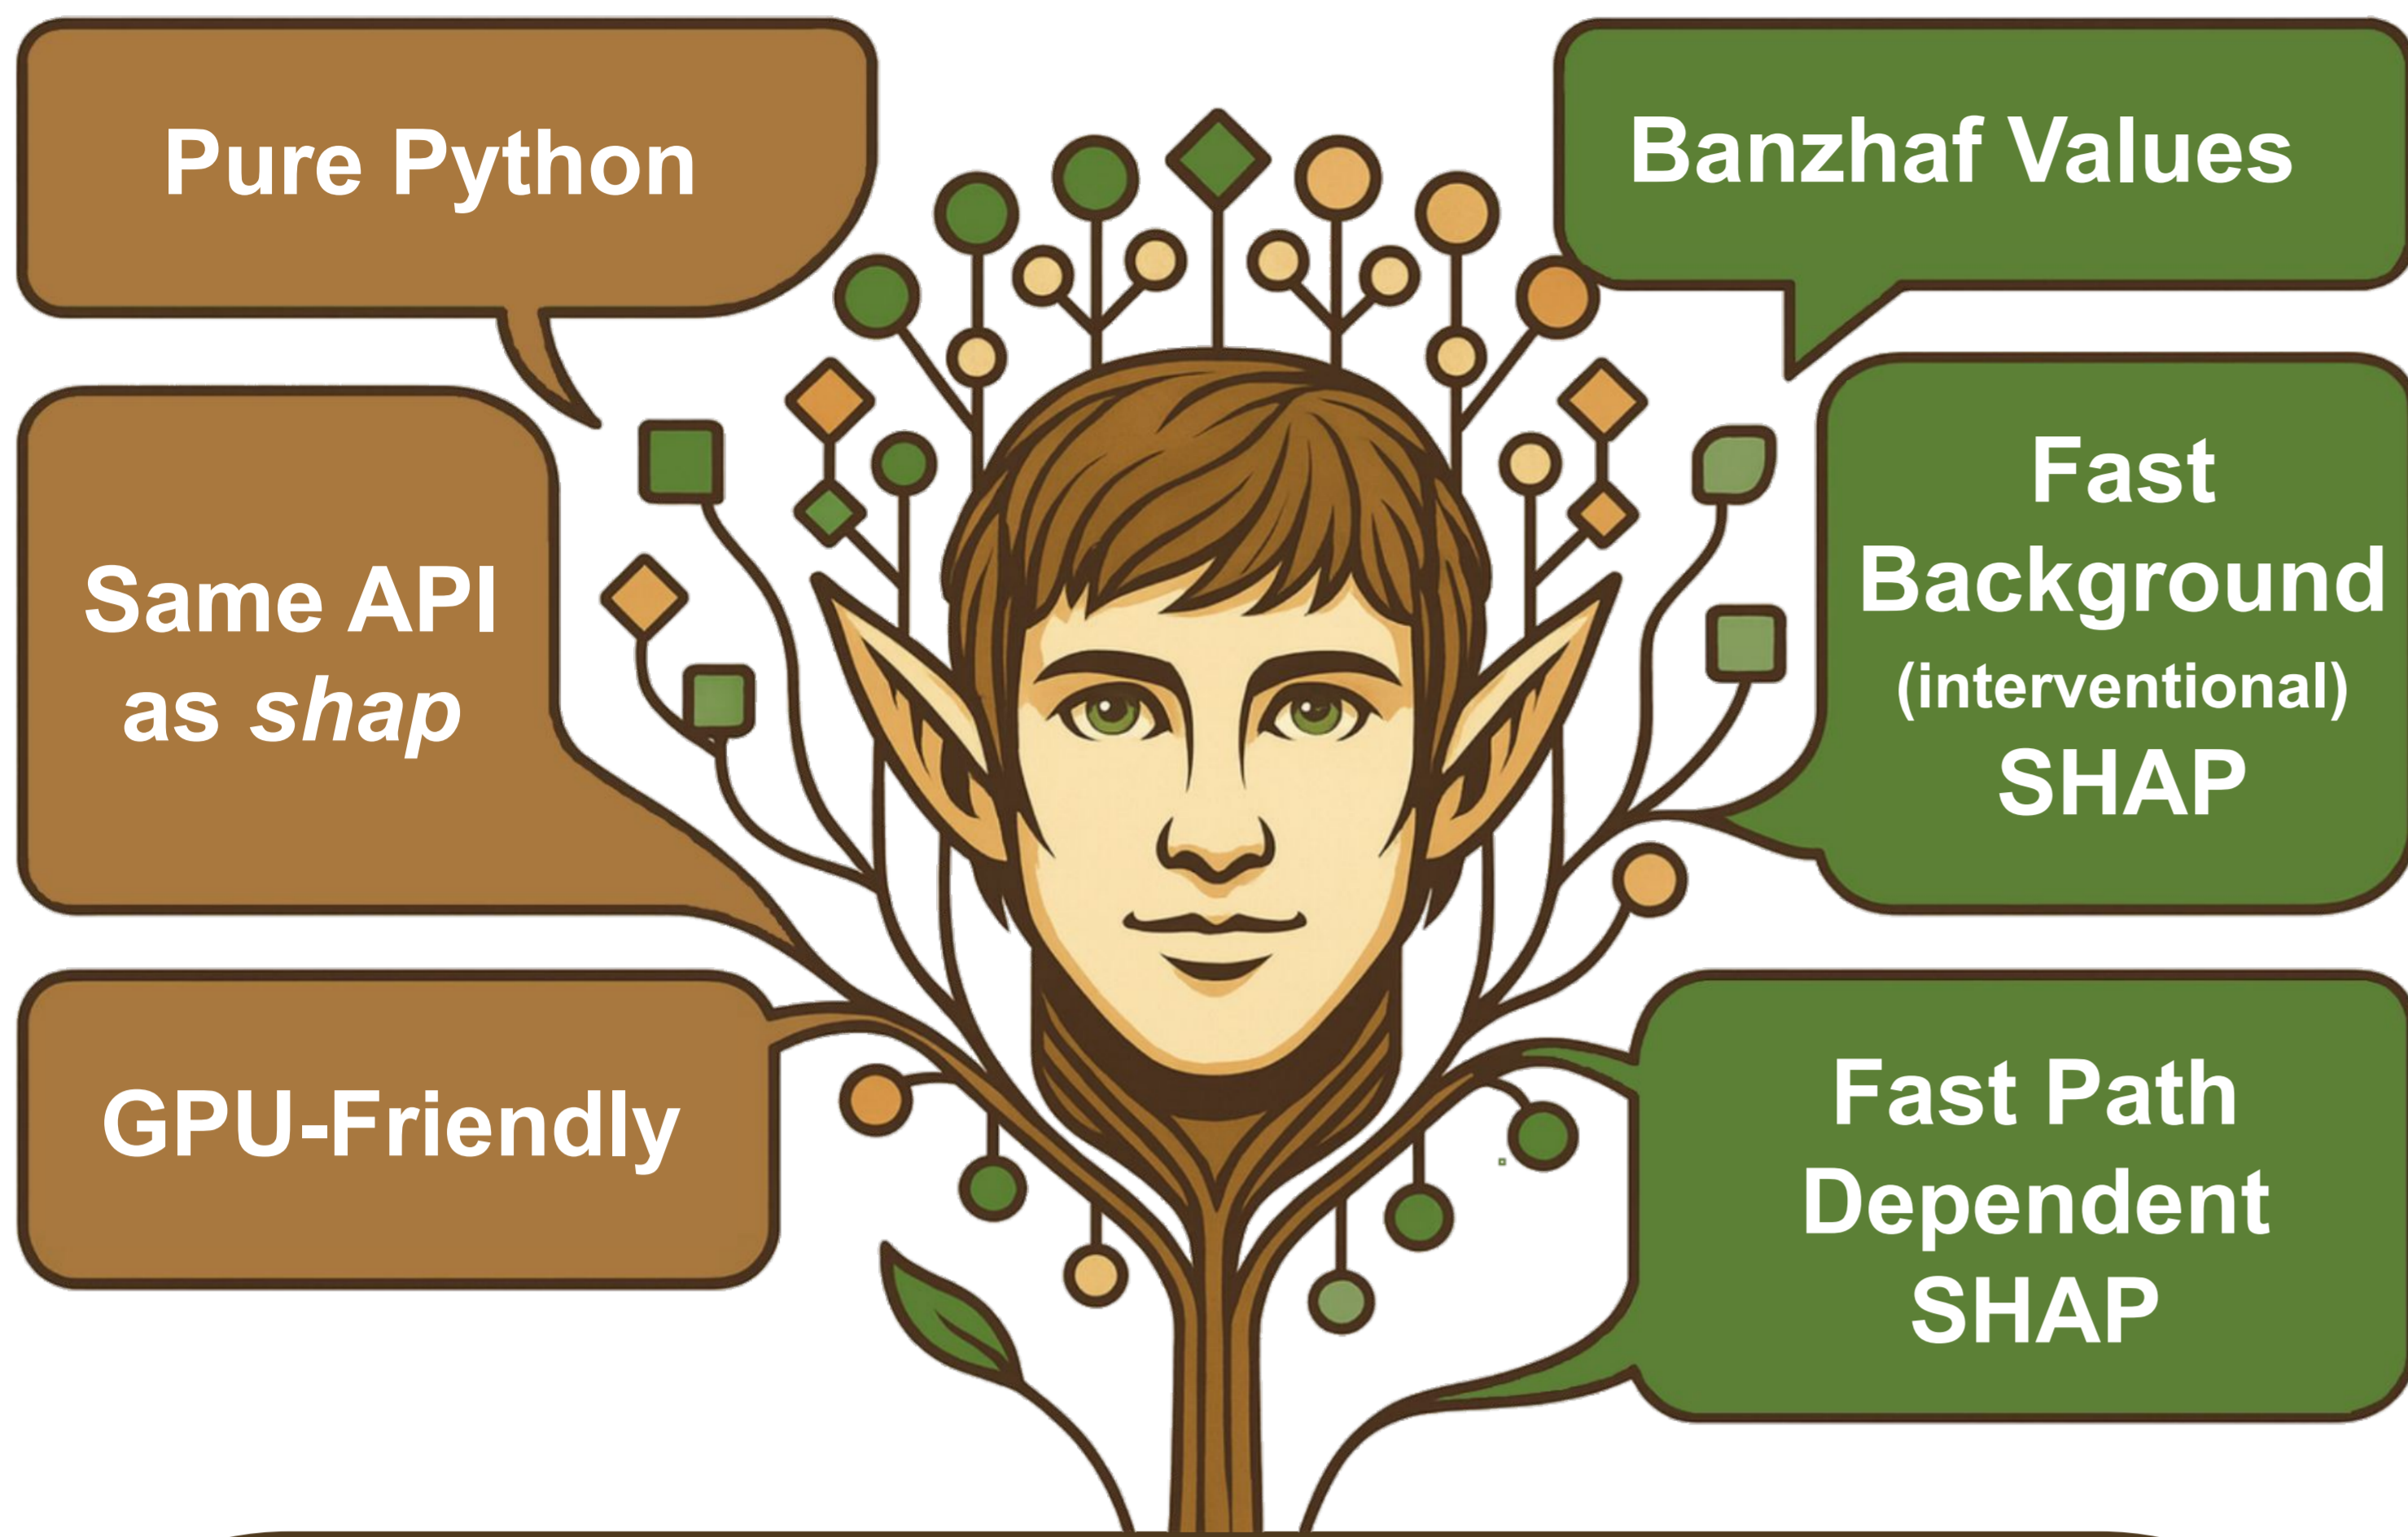 Pure Python
Same API
as shap
GPU-Friendly
Banzhaf Values
Fast
Background
(interventional)
SHAP
Fast Path
Dependent
SHAP